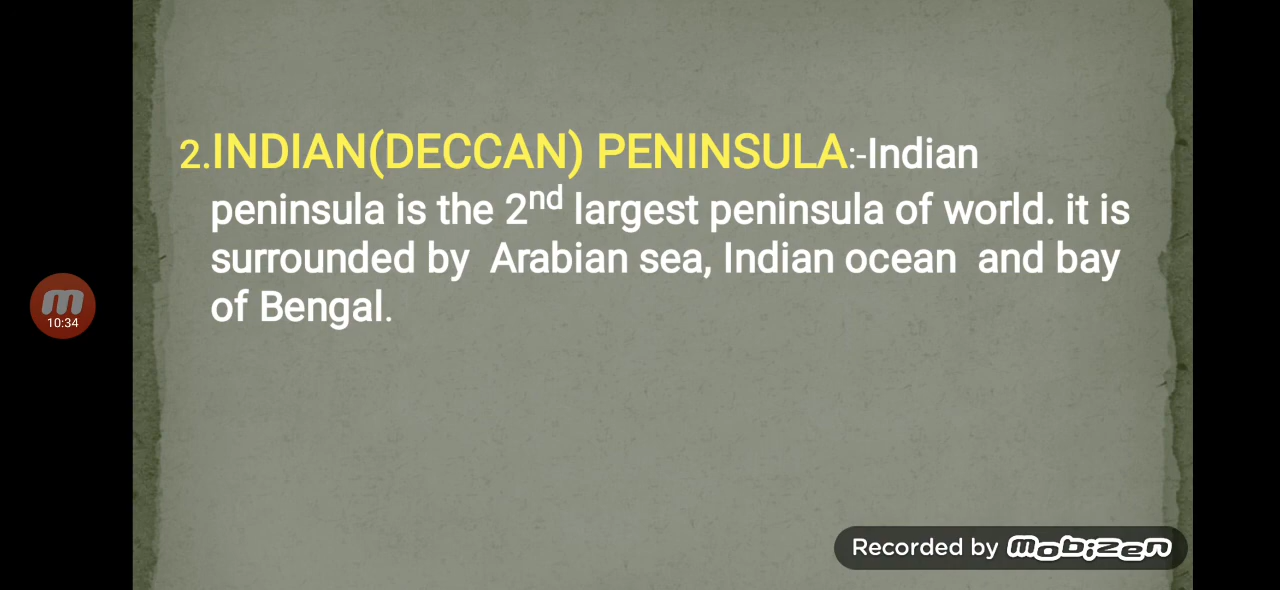 2.INDIAN(DECCAN) PENINSULA:-Indian
peninsula is the 2nd largest peninsula of world. it is
surrounded by Arabian sea, Indian ocean and bay
of Bengal.
m
10:34
Recorded by mobizen